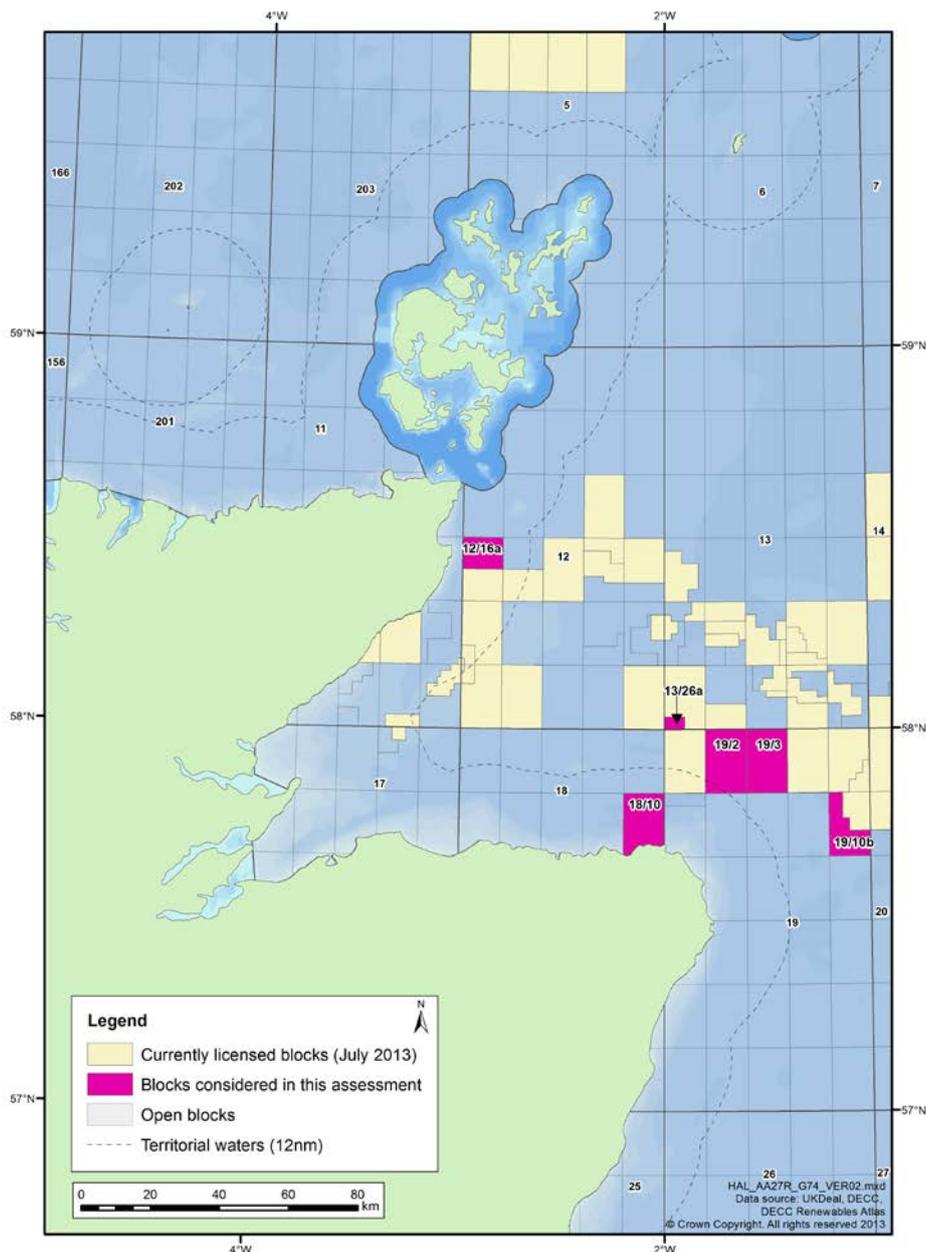 4°W
2°W
5
166
202
203
6
7
59°N
59°N
156
201
11
14
13
12/16a
12
13/26a
58°N
58°N
19/2
19/3
17
18
18/10
19/10b
19
20
N
Legend
Currently licensed blocks (July 2013)
Blocks considered in this assessment
Open blocks
Territorial waters (12nm)
57°N
57°N
0 20 40 60 80
km
25
26
27
HAL_AA27R_G74_VER02.mxd
Data source: UKDeal, DECC,
DECC Renewables Atlas
© Crown Copyright. All rights reserved 2013
4°W
2°W